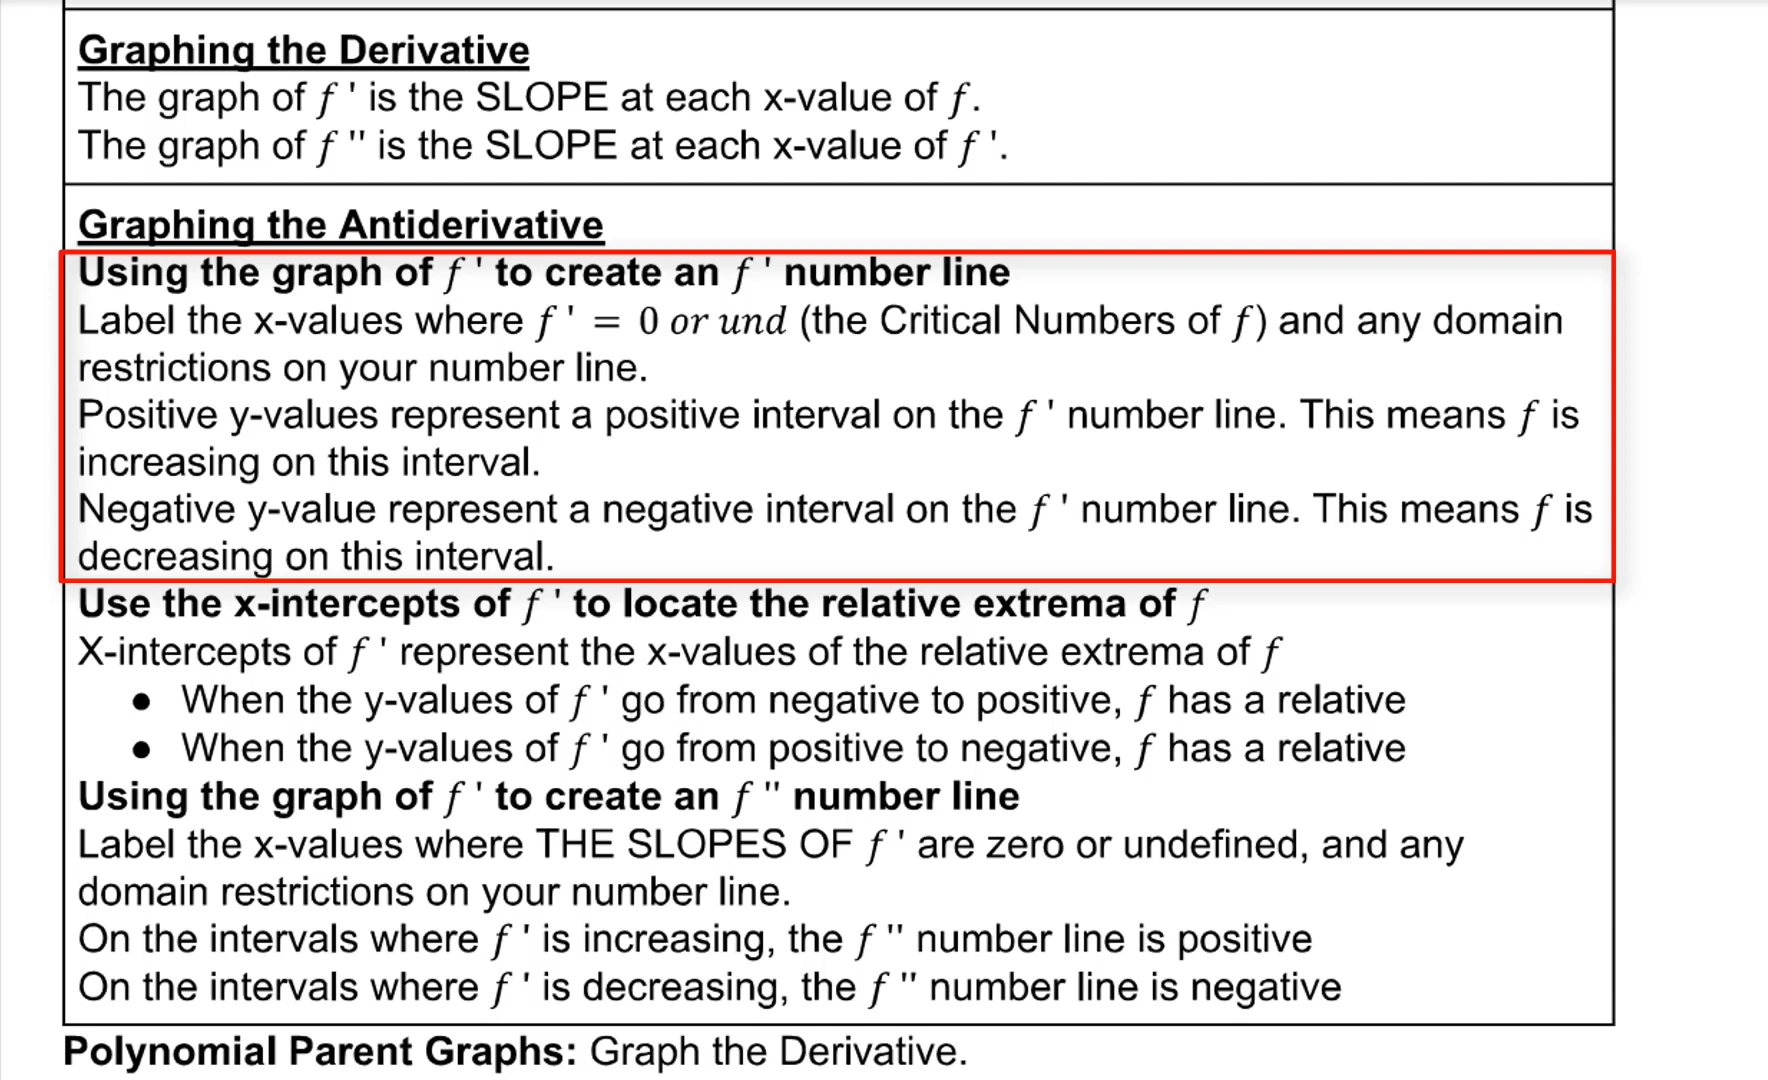 Graphing the Derivative
The graph of f ' is the SLOPE at each x-value of f.
The graph of f " is the SLOPE at each x-value of f '.
Graphing the Antiderivative
Using the graph of f ' to create an f ' number line
Label the x-values where f ' = 0 or und (the Critical Numbers of f) and any domain
restrictions on your number line.
Positive y-values represent a positive interval on the f ' number line. This means f is
increasing on this interval.
Negative y-value represent a negative interval on the f ' number line. This means f is
decreasing on this interval.
Use the x-intercepts of f ' to locate the relative extrema of f
X-intercepts of f ' represent the x-values of the relative extrema of f
● When the y-values of f ' go from negative to positive, f has a relative
● When the y-values of f ' go from positive to negative, f has a relative
Using the graph of f ' to create an f " number line
Label the x-values where THE SLOPES OF f ' are zero or undefined, and any
domain restrictions on your number line.
On the intervals where f ' is increasing, the f " number line is positive
On the intervals where f ' is decreasing, the f " number line is negative
Polynomial Parent Graphs: Graph the Derivative.